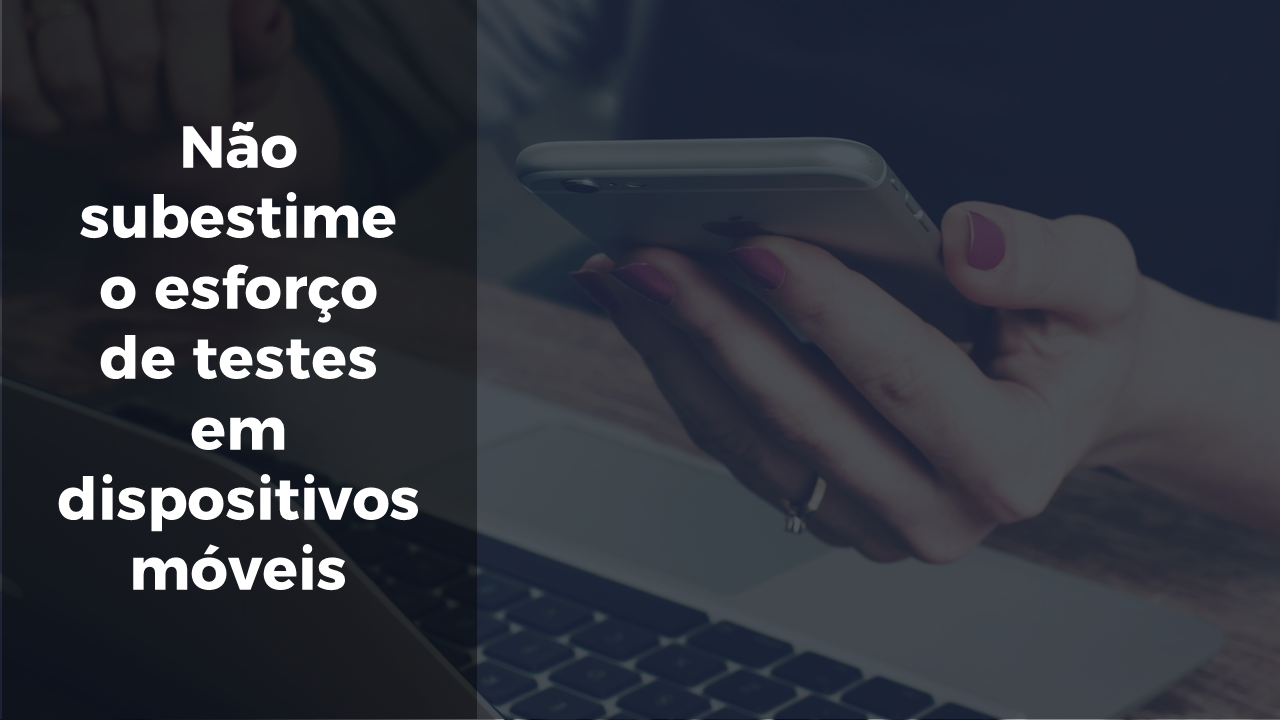 Não
subestime
o esforço
de testes
em
dispositivos
móveis